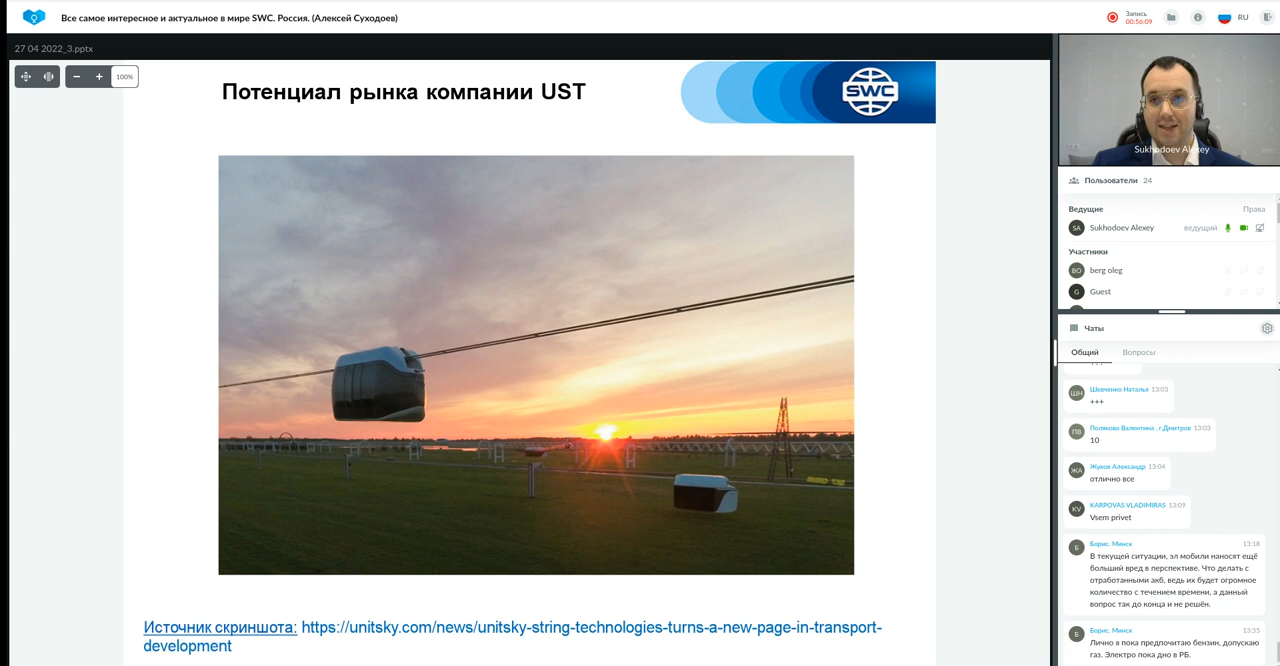 Все самое интересное и актуальное в мире SWC. Россия. (Алексей Суходоев)
Запись
00:56:09
RU
27 04 2022_3.pptx
100%
Потенциал рынка компании UST
SWC
Источник скриншота: https://unitsky.com/news/unitsky-string-technologies-turns-a-new-page-in-transport-
development
Sukhodoev Alexey
Пользователи 24
Ведущие Права
SA Sukhodoev Alexey ведущий
Участники
BO berg oleg
G Guest
Чаты
Общий Вопросы
ШН Шевченко Наталья 13:03
+++
ПВ Полякова Валентина . г.Дмитров 13:03
10
ЖА Жуков Александр 13:04
отлично все
KV KARPOVAS VLADIMIRAS 13:09
Vsem privet
Б Борис. Минск 13:18
В текущей ситуации, эл мобили наносят ещё
больший вред в перспективе. Что делать с
отработанными акб, ведь их будет огромное
количество с течением времени, а данный
вопрос так до конца и не решён.
Б Борис. Минск 13:55
Лично я пока предпочитаю бензин, допускаю
газ. Электро пока дно в РБ.